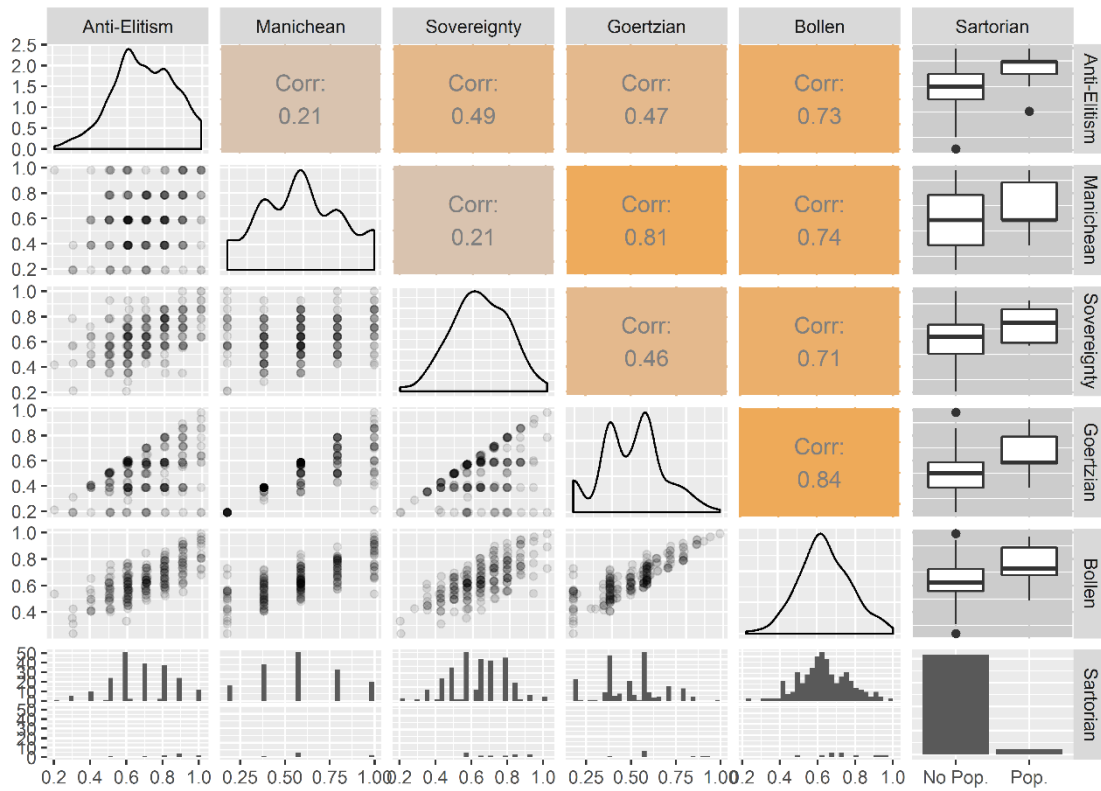 Anti-Elitism Manichean Sovereignty Goertzian Bollen Sartorian
2.5
2.0
1.5
1.0
0.5
0.0
Corr:
0.21
Corr:
0.49
Corr:
0.47
Corr:
0.73
Anti-Elitism
1.0
0.8
0.6
0.4
0.2
Corr:
0.21
Corr:
0.81
Corr:
0.74
Manichean
1.0
0.8
0.6
0.4
0.2
Corr:
0.46
Corr:
0.71
Sovereignty
1.0
0.8
0.6
0.4
0.2
Corr:
0.84
Goertzian
1.0
0.8
0.6
0.4
Bollen
50
40
30
20
10
0
50
40
30
20
10
0
Sartorian
0.2 0.4 0.6 0.8 1.0
0.25 0.50 0.75 1.00
0.2 0.4 0.6 0.8 1.0
0.25 0.50 0.75 1.00
0.2 0.4 0.6 0.8 1.0
No Pop. Pop.